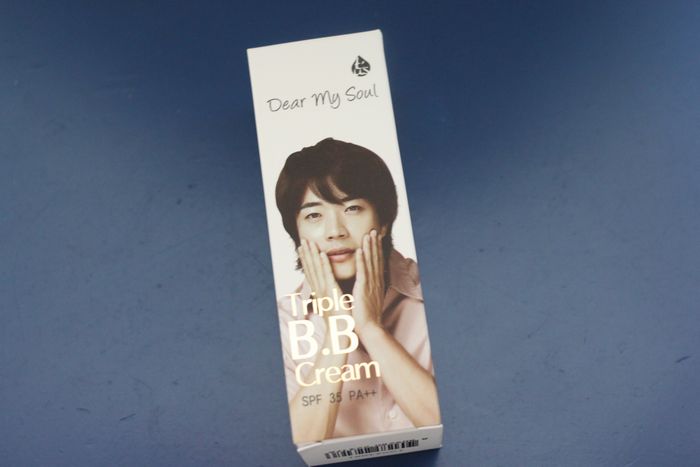 Dear My Soul
Triple
B.B
Cream
SPF 35 PA++